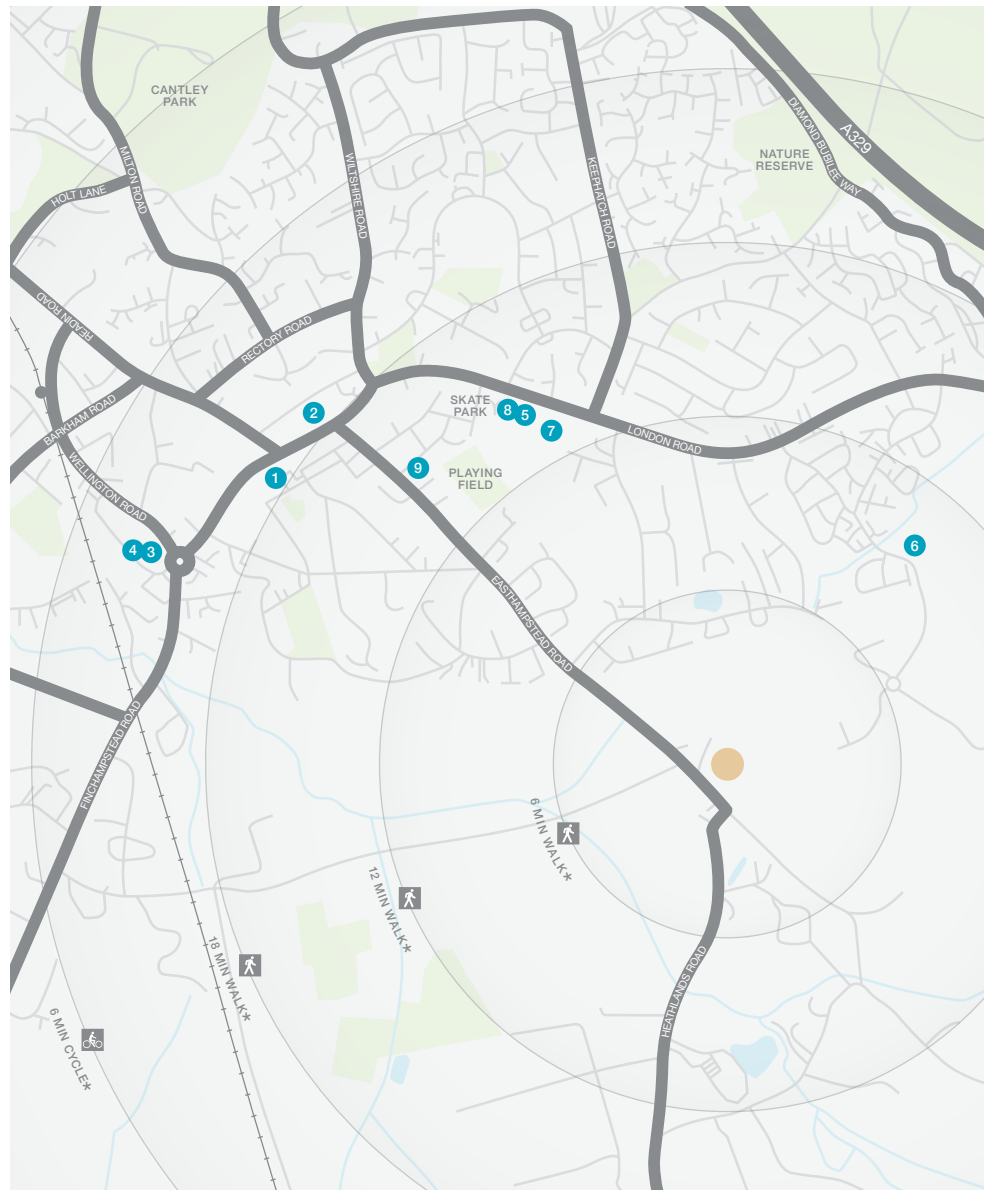 CANTLEY
PARK
A329
DIAMOND BUBILEE WAY
NATURE
RESERVE
MILTON ROAD
WILTSHIRE ROAD
KEEPHATCH ROAD
HOLT LANE
READIN ROAD
RECTORY ROAD
BARKHAM ROAD
SKATE
PARK
8
5
7
2
LONDON ROAD
WELLINGTON ROAD
1
9
PLAYING
FIELD
4
3
6
EASTHAMPSTEAD ROAD
FINCHAMPSTEAD ROAD
6 MIN WALK*
12 MIN WALK*
18 MIN WALK*
HEATHLANDS ROAD
6 MIN CYCLE*